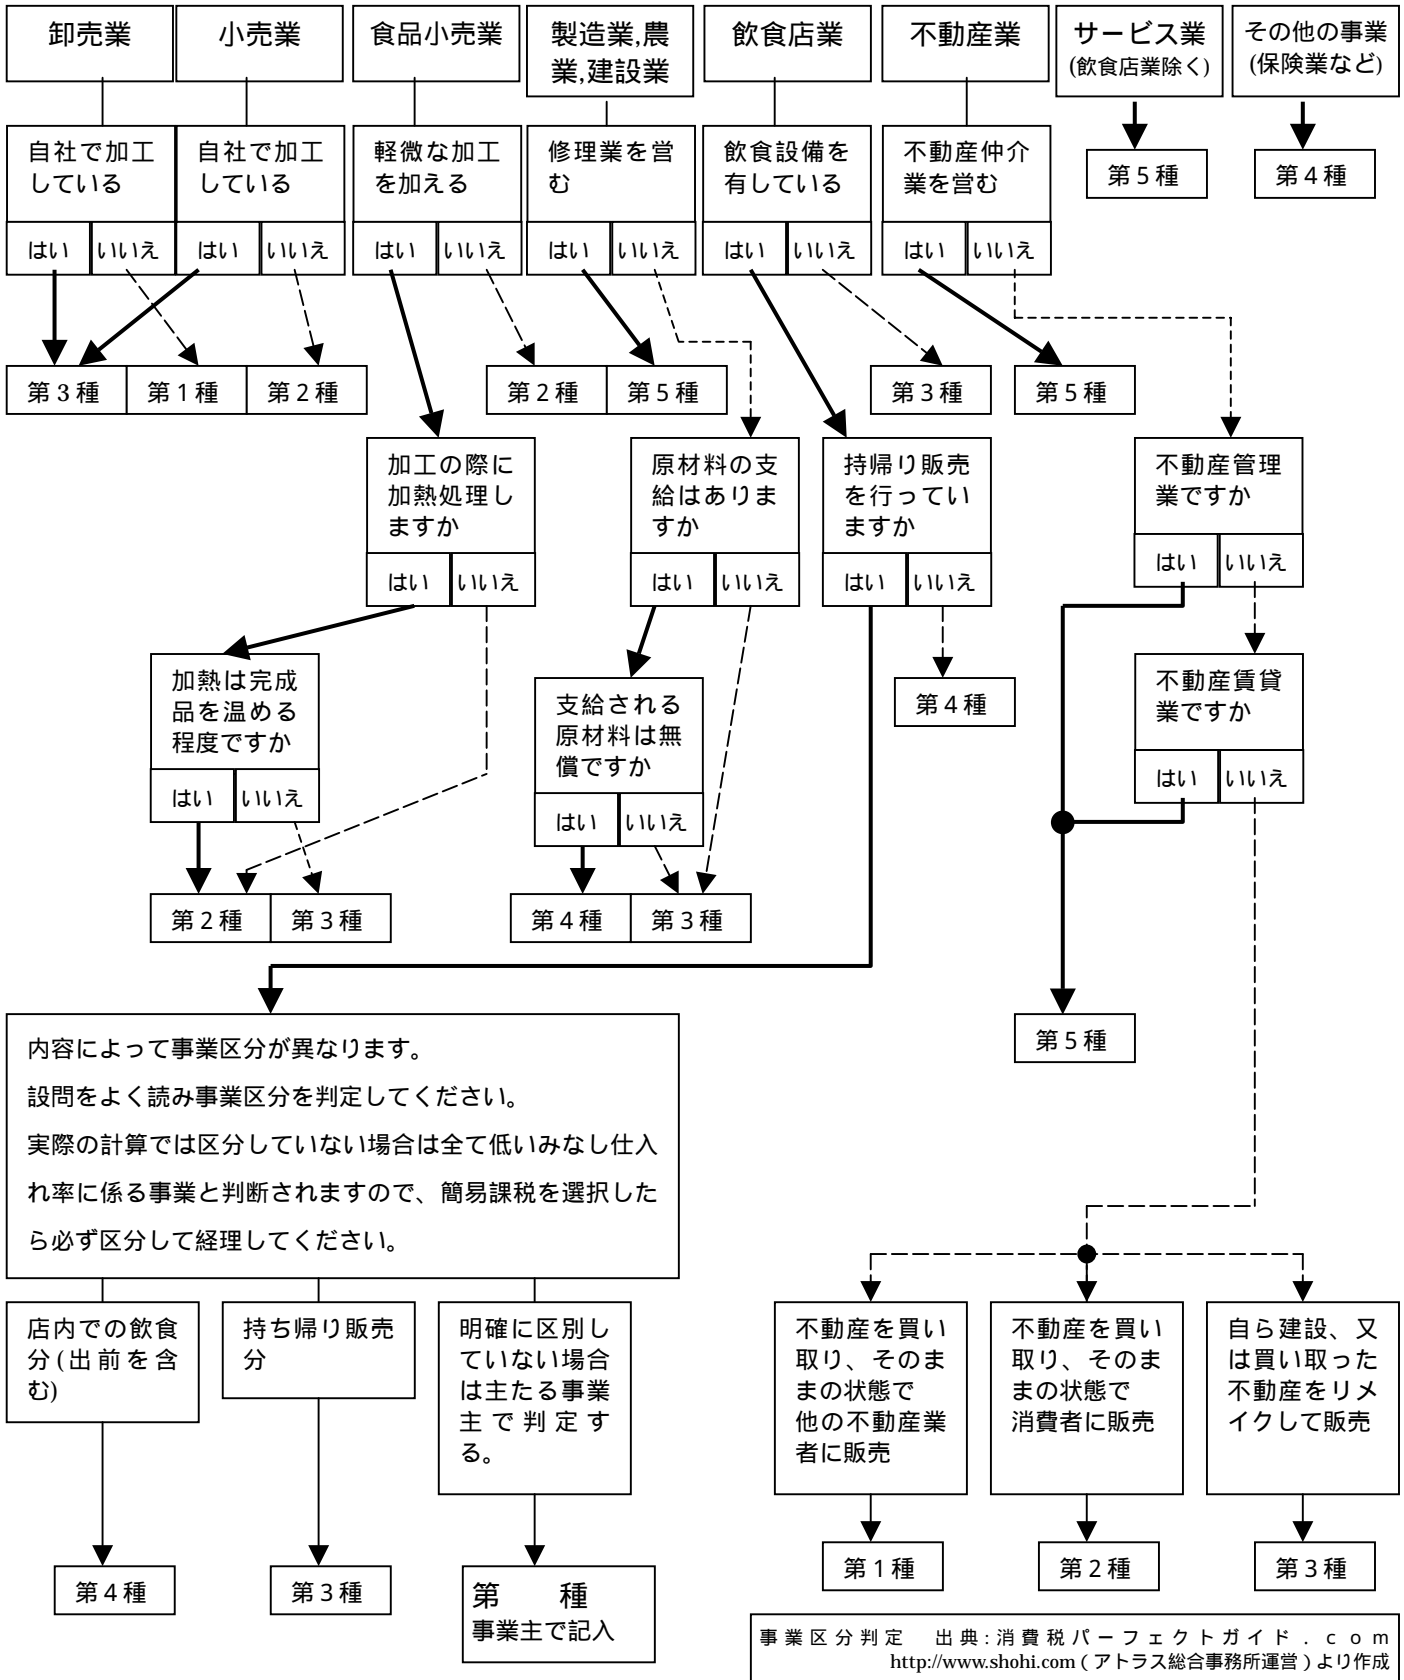 卸売業
小売業
食品小売業
製造業,農
業,建設業
飲食店業
不動産業
サービス業
(飲食店業除く)
その他の事業
(保険業など)
自社で加工
している
はい
いいえ
自社で加工
している
はい
いいえ
軽微な加工
を加える
はい
いいえ
修理業を営
む
はい
いいえ
飲食設備を
有している
はい
いいえ
不動産仲介
業を営む
はい
いいえ
第5種
第4種
第3種
第1種
第2種
第2種
第5種
第3種
第5種
加工の際に
加熱処理し
ますか
はい
いいえ
原材料の支
給はありま
すか
はい
いいえ
持帰り販売
を行ってい
ますか
はい
いいえ
不動産管理
業ですか
はい
いいえ
加熱は完成
品を温める
程度ですか
はい
いいえ
支給される
原材料は無
償ですか
はい
いいえ
第4種
不動産賃貸
業ですか
はい
いいえ
第2種
第3種
第4種
第3種
第5種
内容によって事業区分が異なります。
設問をよく読み事業区分を判定してください。
実際の計算では区分していない場合は全て低いみなし仕入
れ率に係る事業と判断されますので、簡易課税を選択した
ら必ず区分して経理してください。
店内での飲食
分(出前を含
む)
持ち帰り販売
分
明確に区別し
ていない場合
は主たる事業
主で判定す
る。
不動産を買い
取り、そのま
まの状態で
他の不動産業
者に販売
不動産を買い
取り、そのま
まの状態で
消費者に販売
自ら建設、又
は買い取った
不動産をリメ
イクして販売
第4種
第3種
第　種
事業主で記入
第1種
第2種
第3種
事業区分判定　出典:消費税パーフェクトガイド．com
http://www.shohi.com(アトラス総合事務所運営)より作成